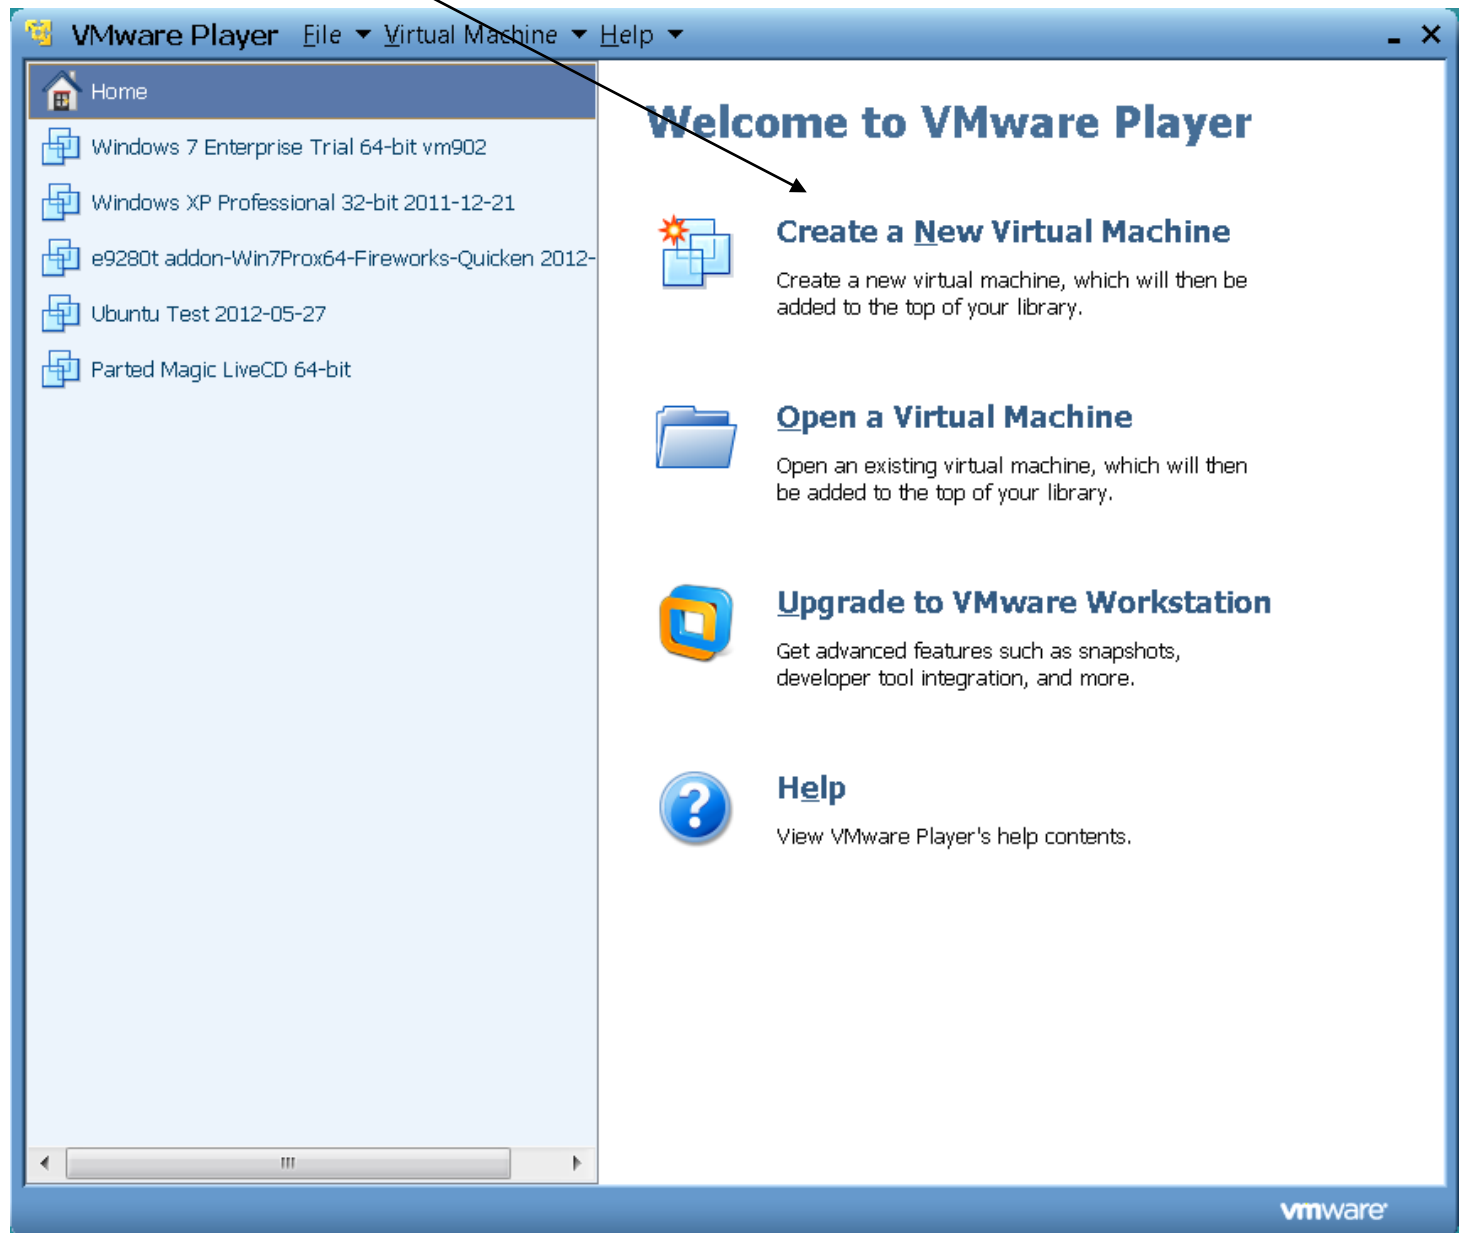 VMware Player File Virtual Machine Help
Home
Windows 7 Enterprise Trial 64-bit vm902
Windows XP Professional 32-bit 2011-12-21
e9280t addon-Win7Prox64-Fireworks-Quicken 2012-
Ubuntu Test 2012-05-27
Parted Magic LiveCD 64-bit
Welcome to VMware Player
Create a New Virtual Machine
Create a new virtual machine, which will then be
added to the top of your library.
Open a Virtual Machine
Open an existing virtual machine, which will then
be added to the top of your library.
Upgrade to VMware Workstation
Get advanced features such as snapshots,
developer tool integration, and more.
Help
View VMware Player's help contents.
vmware